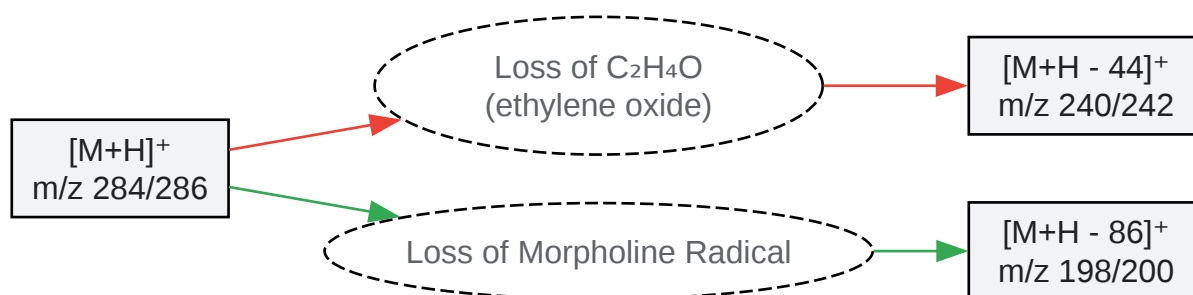 [M+H]⁺
m/z 284/286
Loss of C₂H₄O
(ethylene oxide)
[M+H - 44]⁺
m/z 240/242
Loss of Morpholine Radical
[M+H - 86]⁺
m/z 198/200